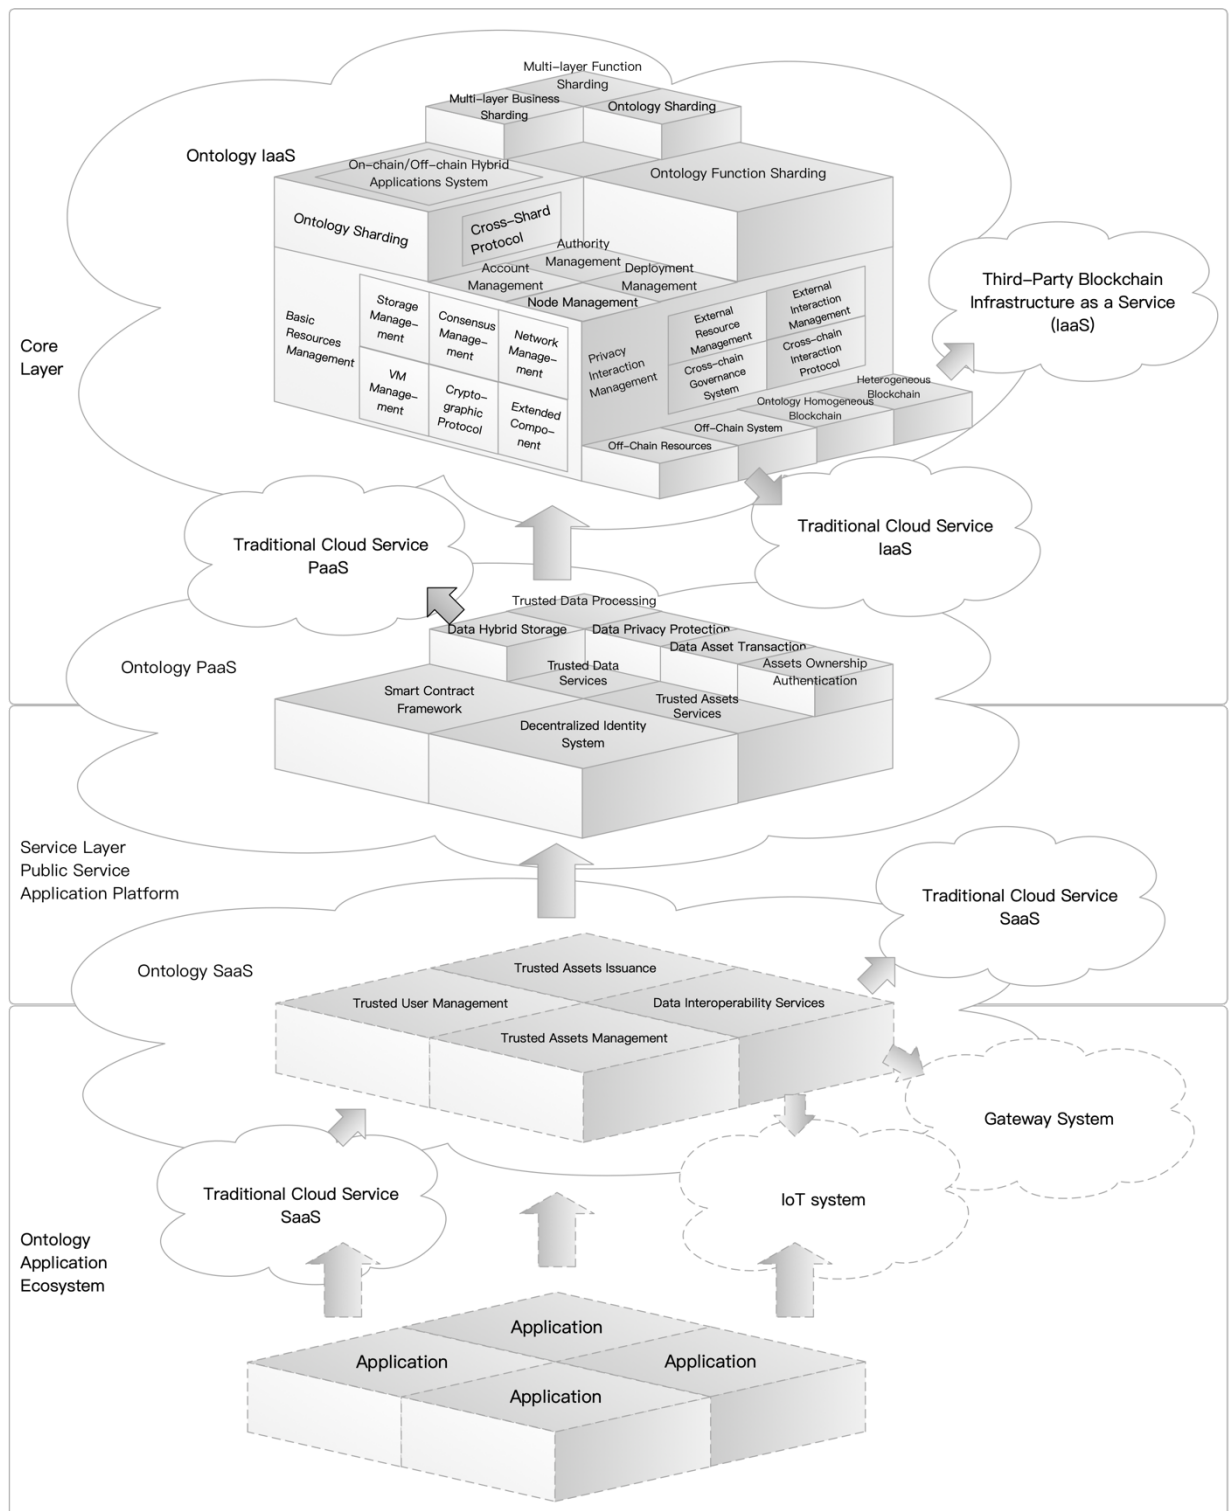 Multi-layer Function
Sharding
Multi-layer Business
Sharding
Ontology Sharding
Ontology IaaS
On-chain/Off-chain Hybrid
Applications System
Ontology Function Sharding
Ontology Sharding
Cross-Shard
Protocol
Authority
Management
Account
Management
Deployment
Management
Node Management
Core
Layer
Basic
Resources
Management
Storage
Manage-
ment
Consensus
Manage-
ment
Network
Manage-
ment
VM
Manage-
ment
Crypto-
graphic
Protocol
Extended
Compo-
nent
Privacy
Interaction
Management
External
Resource
Management
External
Interaction
Management
Cross-chain
Governance
System
Cross-chain
Interaction
Protocol
Heterogeneous
Blockchain
Ontology Homogeneous
Blockchain
Off-Chain System
Off-Chain Resources
Third-Party Blockchain
Infrastructure as a Service
(IaaS)
Traditional Cloud Service
PaaS
Traditional Cloud Service
IaaS
Ontology PaaS
Trusted Data Processing
Data Hybrid Storage
Data Privacy Protection
Data Asset Transaction
Assets Ownership
Authentication
Trusted Data
Services
Smart Contract
Framework
Trusted Assets
Services
Decentralized Identity
System
Service Layer
Public Service
Application Platform
Traditional Cloud Service
SaaS
Ontology SaaS
Trusted Assets Issuance
Trusted User Management
Data Interoperability Services
Trusted Assets Management
Gateway System
Traditional Cloud Service
SaaS
IoT system
Ontology
Application
Ecosystem
Application
Application
Application
Application